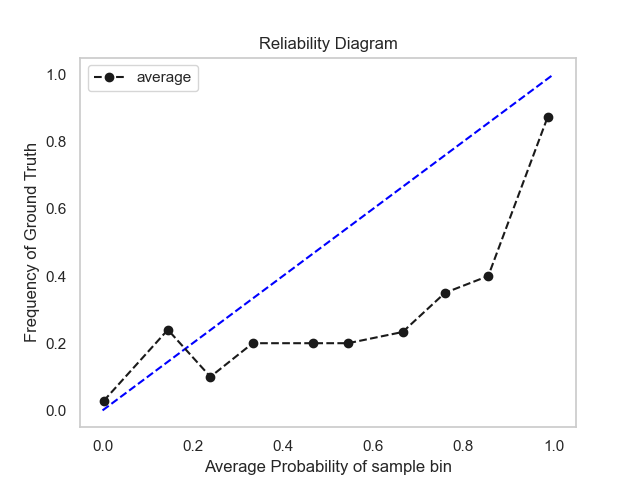 Reliability Diagram
average
1.0
0.8
0.6
0.4
0.2
0.0
Frequency of Ground Truth
0.0 0.2 0.4 0.6 0.8 1.0
Average Probability of sample bin